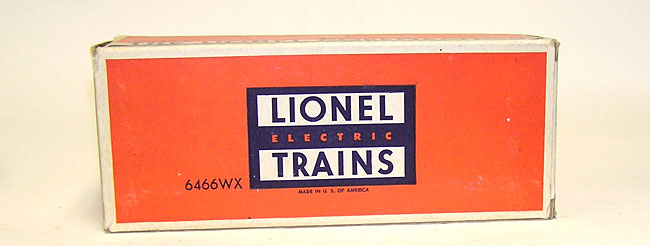 LIONEL
ELECTRIC
TRAINS
6466WX
MADE IN U. S. OF AMERICA